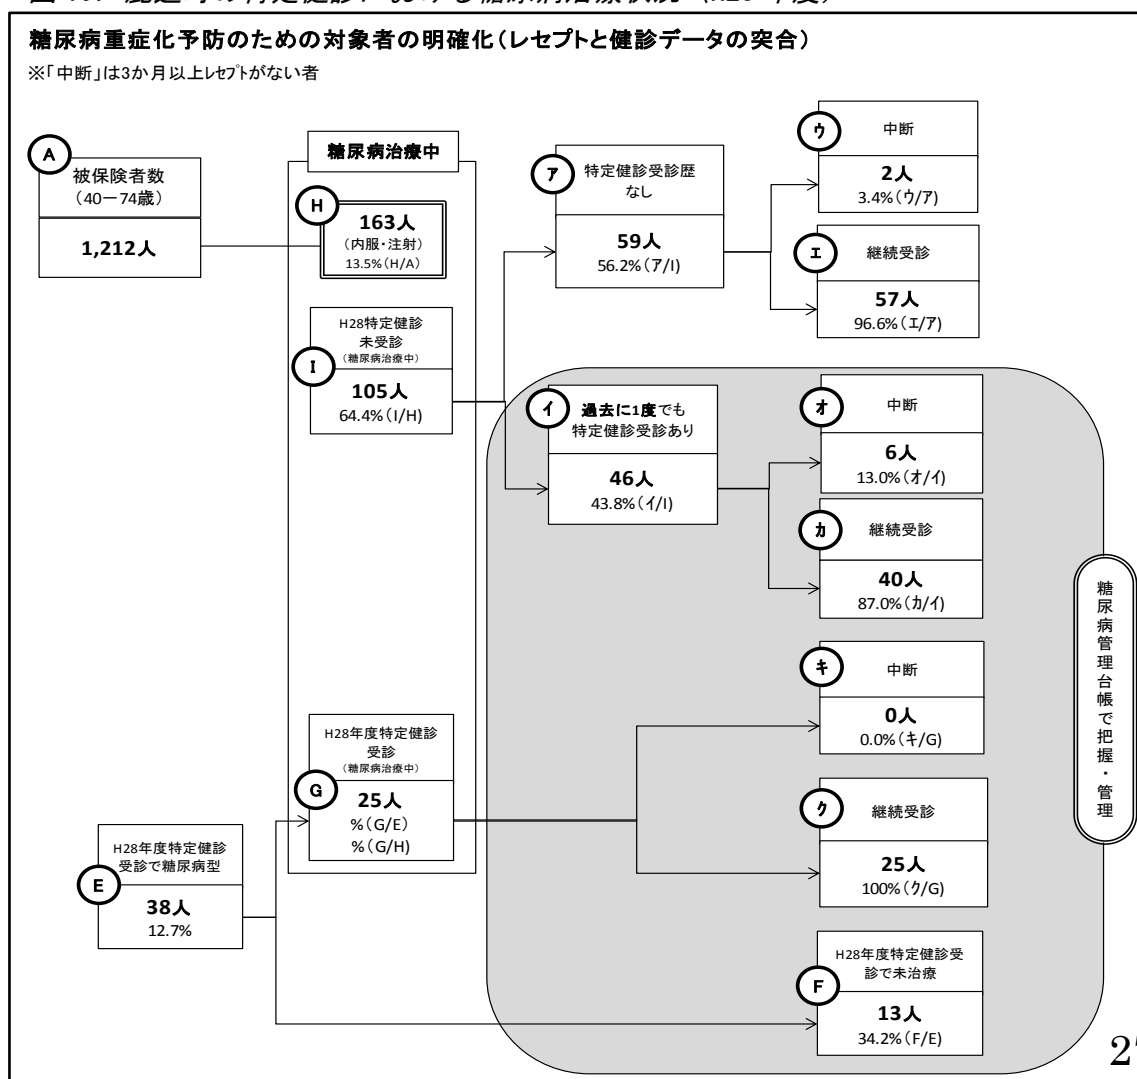 糖尿病重症化予防のための対象者の明確化（レセプトと健診データの突合）
※「中断」は3か月以上レセプトがない者
A
被保険者数
（40－74歳）
1,212人
糖尿病治療中
H
163人
（内服・注射）
13.5%（H/A）
I
H28特定健診
未受診
（糖尿病治療中）
105人
64.4%（I/H）
ア
特定健診受診歴
なし
59人
56.2%（ア/I）
ウ
中断
2人
3.4%（ウ/ア）
エ
継続受診
57人
96.6%（エ/ア）
イ
過去に1度でも
特定健診受診あり
46人
43.8%（イ/I）
オ
中断
6人
13.0%（オ/イ）
カ
継続受診
40人
87.0%（カ/イ）
キ
中断
0人
0.0%（キ/G）
G
H28年度特定健診
受診
（糖尿病治療中）
25人
%（G/E）
%（G/H）
ク
継続受診
25人
100%（ク/G）
E
H28年度特定健診
受診で糖尿病型
38人
12.7%
F
H28年度特定健診受
診で未治療
13人
34.2%（F/E）
糖尿病管理台帳で把握・管理